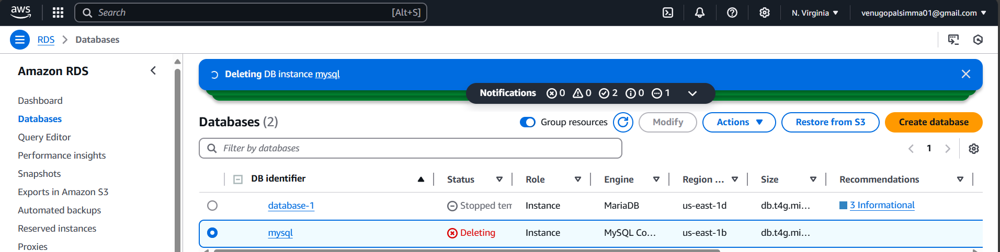 aws
Search [Alt+S]
N. Virginia
venugopalsimma01@gmail.com
RDS > Databases
Amazon RDS
Dashboard
Databases
Query Editor
Performance insights
Snapshots
Exports in Amazon S3
Automated backups
Reserved instances
Proxies
Deleting DB instance mysql
Notifications 0 0 2 0 1
Databases (2)
Group resources
Modify
Actions
Restore from S3
Create database
Filter by databases
1
DB identifier Status Role Engine Region ... Size Recommendations
database-1 Stopped tem Instance MariaDB us-east-1d db.t4g.mi... 3 Informational
mysql Deleting Instance MySQL Co... us-east-1b db.t4g.mi...